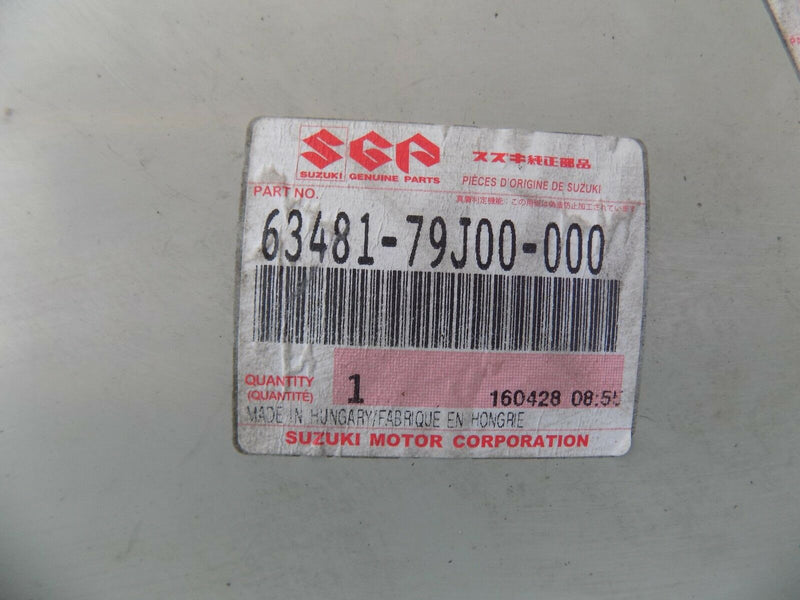 SGP スズキ純正部品
SUZUKI GENUINE PARTS PIÈCES D'ORIGINE DE SUZUKI
PART NO.
63481-79J00-000
QUANTITY 1 160428 08:55
(QUANTITÉ)
MADE IN HUNGARY/FABRIQUÉ EN HONGRIE
SUZUKI MOTOR CORPORATION